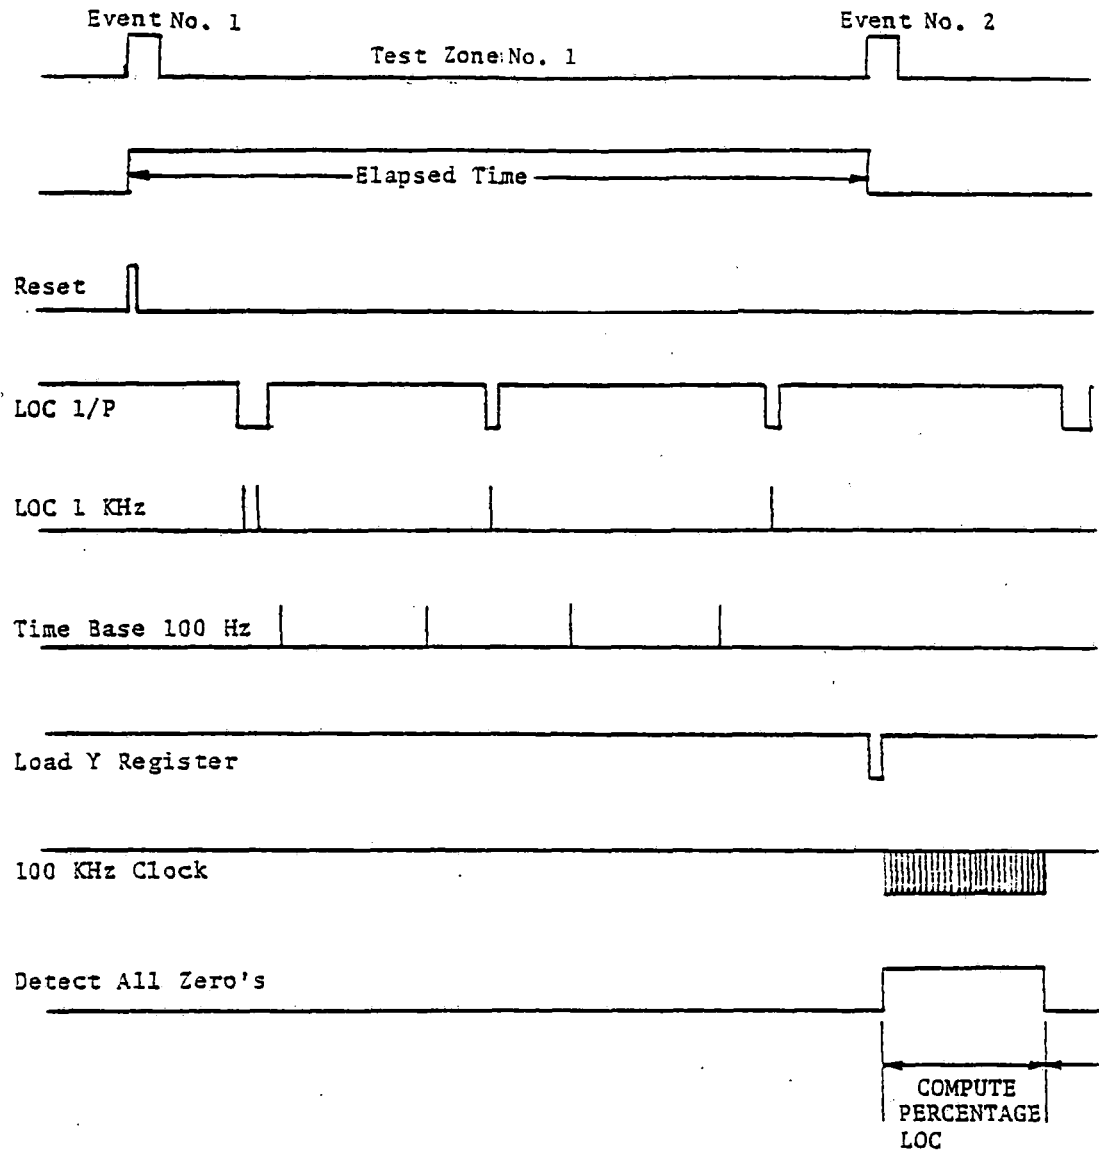 Event No. 1
Event No. 2
Test Zone No. 1
Elapsed Time
Reset
LOC 1/P
LOC 1 KHz
Time Base 100 Hz
Load Y Register
100 KHz Clock
Detect All Zero's
COMPUTE
PERCENTAGE
LOC